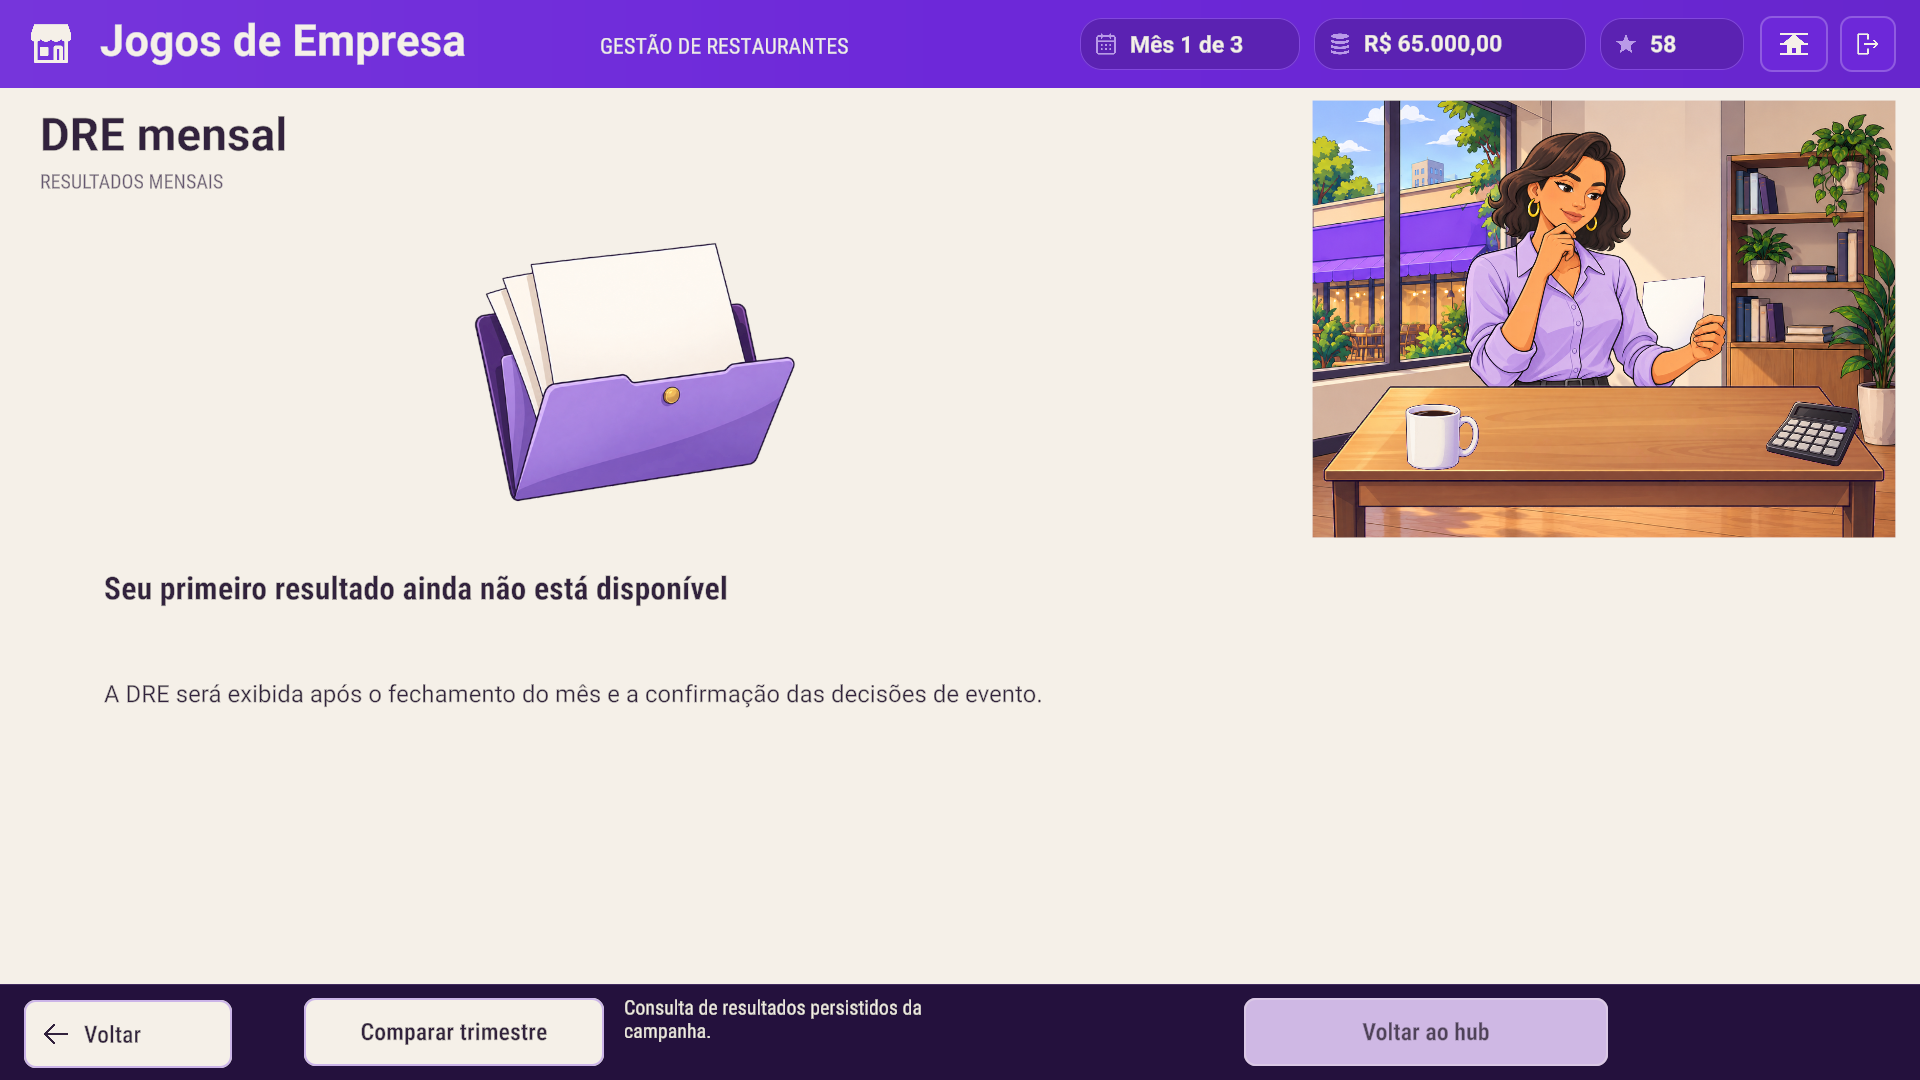 Jogos de Empresa
GESTÃO DE RESTAURANTES
Mês 1 de 3
R$ 65.000,00
58
DRE mensal
RESULTADOS MENSAIS
Seu primeiro resultado ainda não está disponível
A DRE será exibida após o fechamento do mês e a confirmação das decisões de evento.
Voltar
Comparar trimestre
Consulta de resultados persistidos da
campanha.
Voltar ao hub